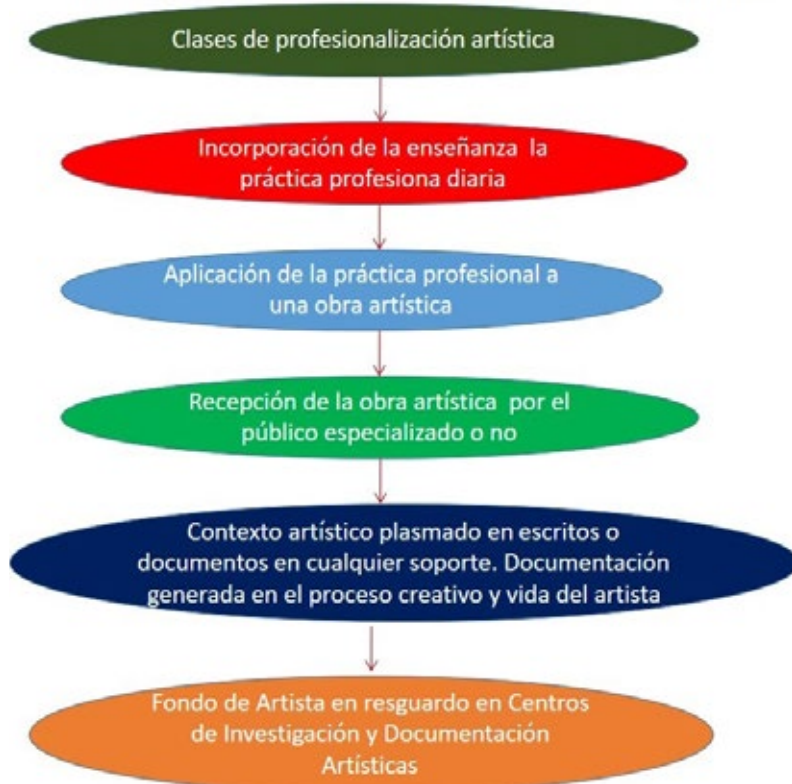 Clases de profesionalización artística
Incorporación de la enseñanza la
práctica profesiona diaria
Aplicación de la práctica profesional a
una obra artística
Recepción de la obra artística por el
público especializado o no
Contexto artístico plasmado en escritos o
documentos en cualquier soporte. Documentación
generada en el proceso creativo y vida del artista
Fondo de Artista en resguardo en Centros
de Investigación y Documentación
Artísticas